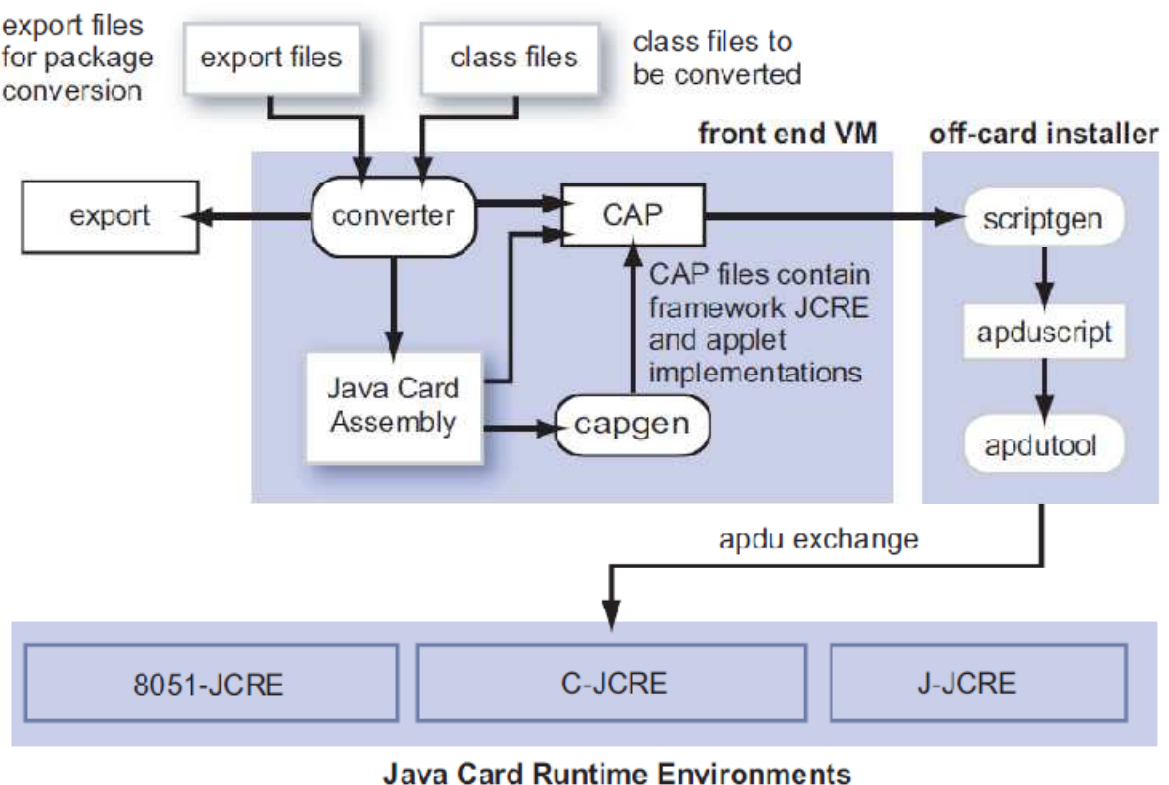 export files
for package
conversion
export files
class files
class files to
be converted
front end VM
off-card installer
export
converter
CAP
scriptgen
CAP files contain
framework JCRE
and applet
implementations
apduscript
Java Card
Assembly
capgen
apdutool
apdu exchange
8051-JCRE
C-JCRE
J-JCRE
Java Card Runtime Environments